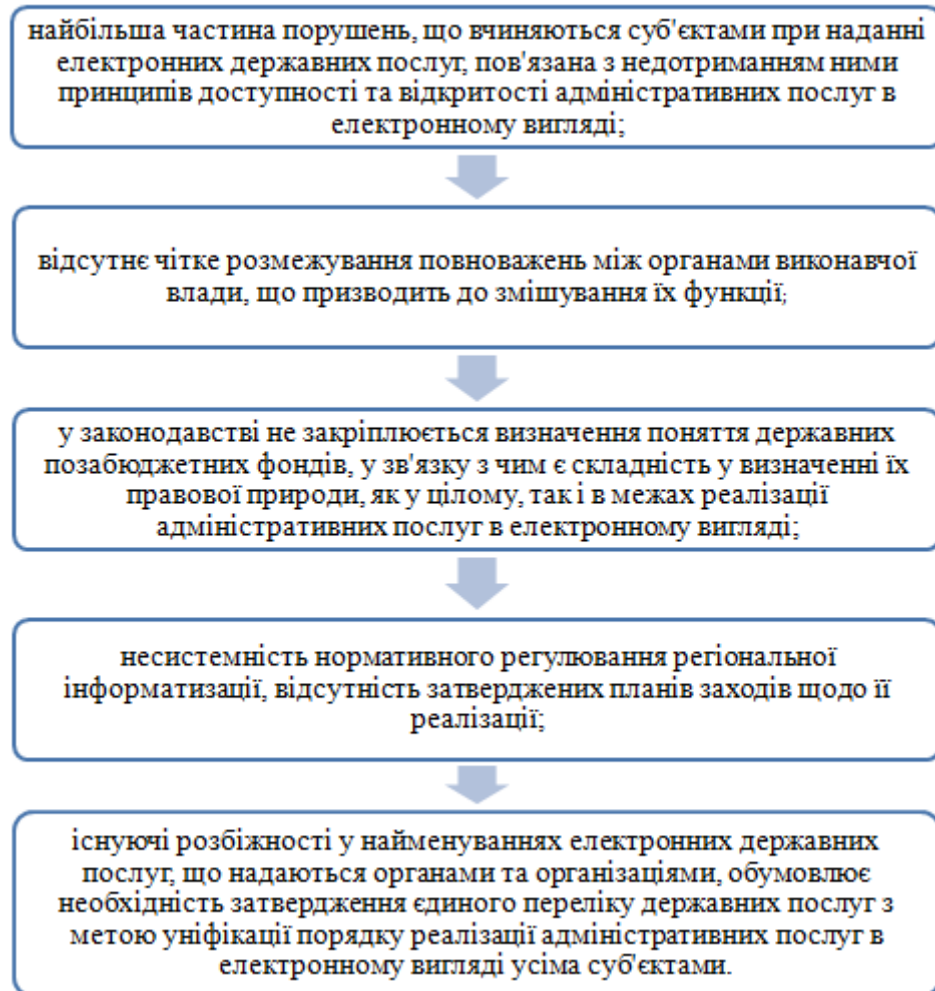 найбільша частина порушень, що вчиняються суб'єктами при наданні
електронних державних послуг, пов'язана з недотриманням ними
принципів доступності та відкритості адміністративних послуг в
електронному вигляді;
відсутнє чітке розмежування повноважень між органами виконавчої
влади, що призводить до змішування їх функції;
у законодавстві не закріплюється визначення поняття державних
позабюджетних фондів, у зв'язку з чим є складність у визначенні їх
правової природи, як у цілому, так і в межах реалізації
адміністративних послуг в електронному вигляді;
несистемність нормативного регулювання регіональної
інформатизації, відсутність затверджених планів заходів щодо її
реалізації;
існуючі розбіжності у найменуваннях електронних державних
послуг, що надаються органами та організаціями, обумовлює
необхідність затвердження єдиного переліку державних послуг з
метою уніфікації порядку реалізації адміністративних послуг в
електронному вигляді усіма суб'єктами.